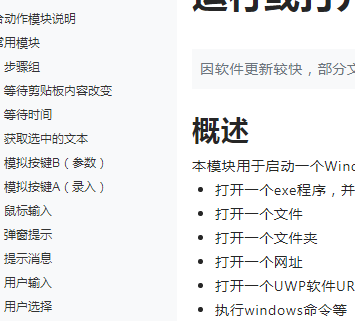 合动作模块说明
常用模块
步骤组
等待剪贴板内容改变
等待时间
获取选中的文本
模拟按键B（参数）
模拟按键A（录入）
鼠标输入
弹窗提示
提示消息
用户输入
用户选择
运行或打开
因软件更新较快，部分文
概述
本模块用于启动一个Wind
打开一个exe程序，并
打开一个文件
打开一个文件夹
打开一个网址
打开一个UWP软件UR
执行windows命令等